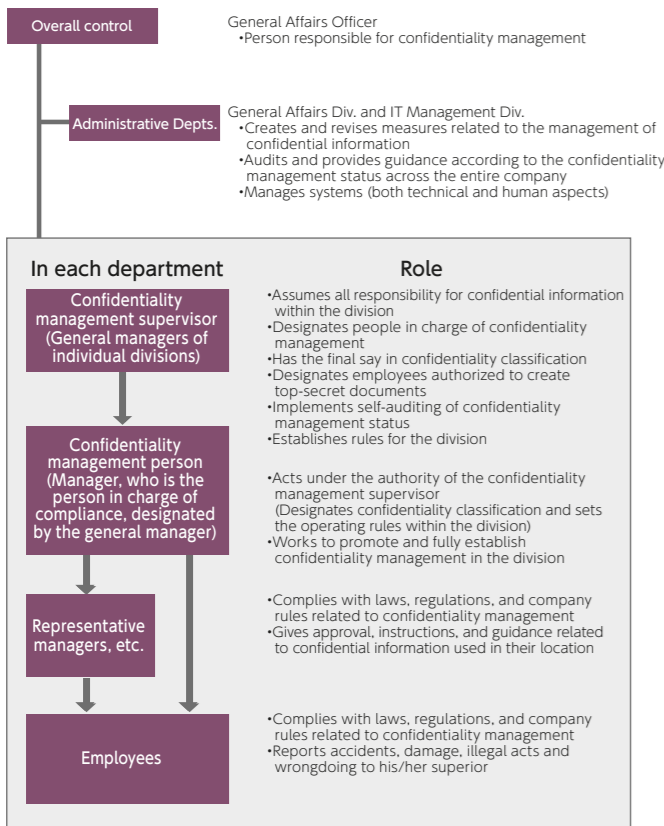 Overall control
General Affairs Officer
•Person responsible for confidentiality management
Administrative Depts.
General Affairs Div. and IT Management Div.
•Creates and revises measures related to the management of
confidential information
•Audits and provides guidance according to the confidentiality
management status across the entire company
•Manages systems (both technical and human aspects)
In each department
Role
Confidentiality
management supervisor
(General managers of
individual divisions)
•Assumes all responsibility for confidential information
within the division
•Designates people in charge of confidentiality
management
•Has the final say in confidentiality classification
•Designates employees authorized to create
top-secret documents
•Implements self-auditing of confidentiality
management status
•Establishes rules for the division
Confidentiality
management person
(Manager, who is the
person in charge of
compliance, designated
by the general manager)
•Acts under the authority of the confidentiality
management supervisor
(Designates confidentiality classification and sets
the operating rules within the division)
•Works to promote and fully establish
confidentiality management in the division
Representative
managers, etc.
•Complies with laws, regulations, and company
rules related to confidentiality management
•Gives approval, instructions, and guidance related
to confidential information used in their location
Employees
•Complies with laws, regulations, and company
rules related to confidentiality management
•Reports accidents, damage, illegal acts and
wrongdoing to his/her superior